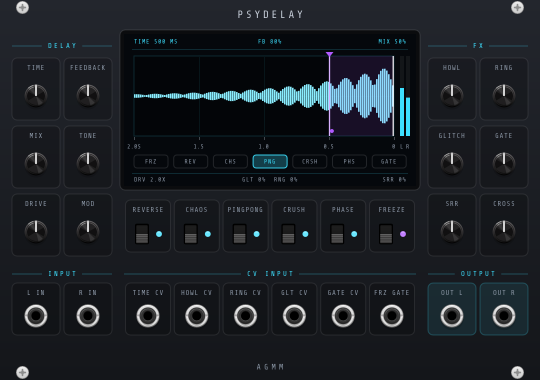 PSYDELAY
DELAY
FX
TIME 500 MS FB 80% MIX 50%
TIME FEEDBACK
HOWL RING
2.0S 1.5 1.0 0.5 0 L R
MIX TONE
GLITCH GATE
FRZ REV CHS PNG CRSH PHS GATE
DRV 2.0X GLT 0% RNG 0% SRR 0%
DRIVE MOD
REVERSE CHAOS PINGPONG CRUSH PHASE FREEZE
SRR CROSS
INPUT CV INPUT OUTPUT
L IN R IN TIME CV HOWL CV RING CV GLT CV GATE CV FRZ GATE OUT L OUT R
AGMM